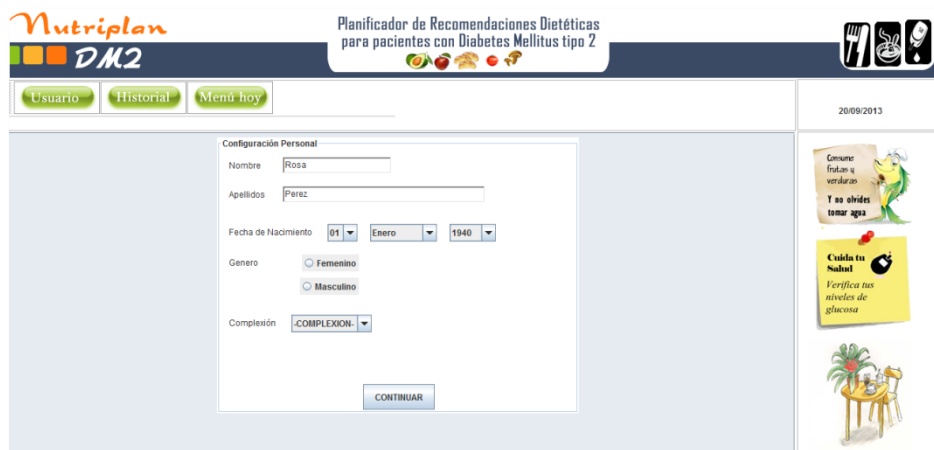 Nutriplan
DM2
Planificador de Recomendaciones Dietéticas
para pacientes con Diabetes Mellitus tipo 2
Usuario
Historial
Menú hoy
20/09/2013
Configuración Personal
Nombre
Rosa
Apellidos
Perez
Fecha de Nacimiento
01
Enero
1940
Genero
Femenino
Masculino
Complexión
-COMPLEXION-
CONTINUAR
Consume
frutas y
verduras
Y no olvides
tomar agua
Cuida tu
Salud
Verifica tus
niveles de
glucosa